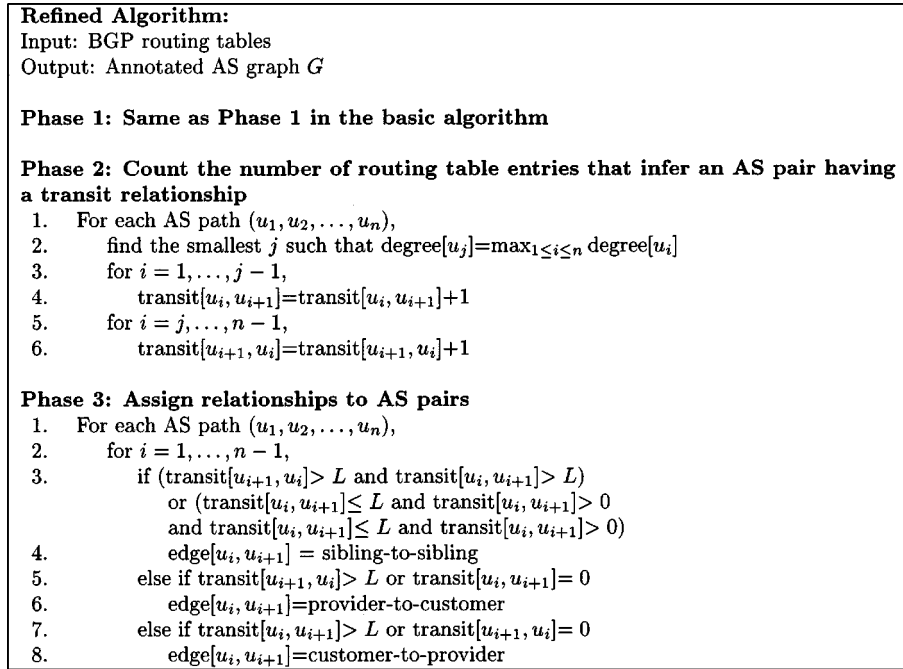 Refined Algorithm:
Input: BGP routing tables
Output: Annotated AS graph G
Phase 1: Same as Phase 1 in the basic algorithm
Phase 2: Count the number of routing table entries that infer an AS pair having
a transit relationship
1. For each AS path (u₁, u₂, . . . , uₙ),
2. find the smallest j such that degree[uⱼ]=max₁≤ᵢ≤ₙ degree[uᵢ]
3. for i = 1, . . . , j − 1,
4. transit[uᵢ, uᵢ₊₁]=transit[uᵢ, uᵢ₊₁]+1
5. for i = j, . . . , n − 1,
6. transit[uᵢ₊₁, uᵢ]=transit[uᵢ₊₁, uᵢ]+1
Phase 3: Assign relationships to AS pairs
1. For each AS path (u₁, u₂, . . . , uₙ),
2. for i = 1, . . . , n − 1,
3. if (transit[uᵢ₊₁, uᵢ]> L and transit[uᵢ, uᵢ₊₁]> L)
or (transit[uᵢ, uᵢ₊₁]≤ L and transit[uᵢ, uᵢ₊₁]> 0
and transit[uᵢ, uᵢ₊₁]≤ L and transit[uᵢ, uᵢ₊₁]> 0)
4. edge[uᵢ, uᵢ₊₁] = sibling-to-sibling
5. else if transit[uᵢ₊₁, uᵢ]> L or transit[uᵢ, uᵢ₊₁]= 0
6. edge[uᵢ, uᵢ₊₁]=provider-to-customer
7. else if transit[uᵢ, uᵢ₊₁]> L or transit[uᵢ₊₁, uᵢ]= 0
8. edge[uᵢ, uᵢ₊₁]=customer-to-provider